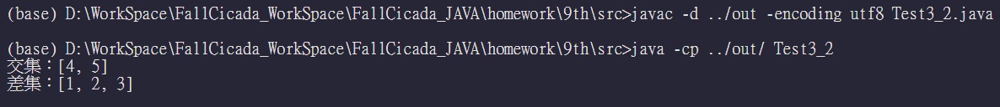 (base) D:\WorkSpace\FallCicada_WorkSpace\FallCicada_JAVA\homework\9th\src>javac -d ../out -encoding utf8 Test3_2.java
(base) D:\WorkSpace\FallCicada_WorkSpace\FallCicada_JAVA\homework\9th\src>java -cp ../out/ Test3_2
交集：[4, 5]
差集：[1, 2, 3]